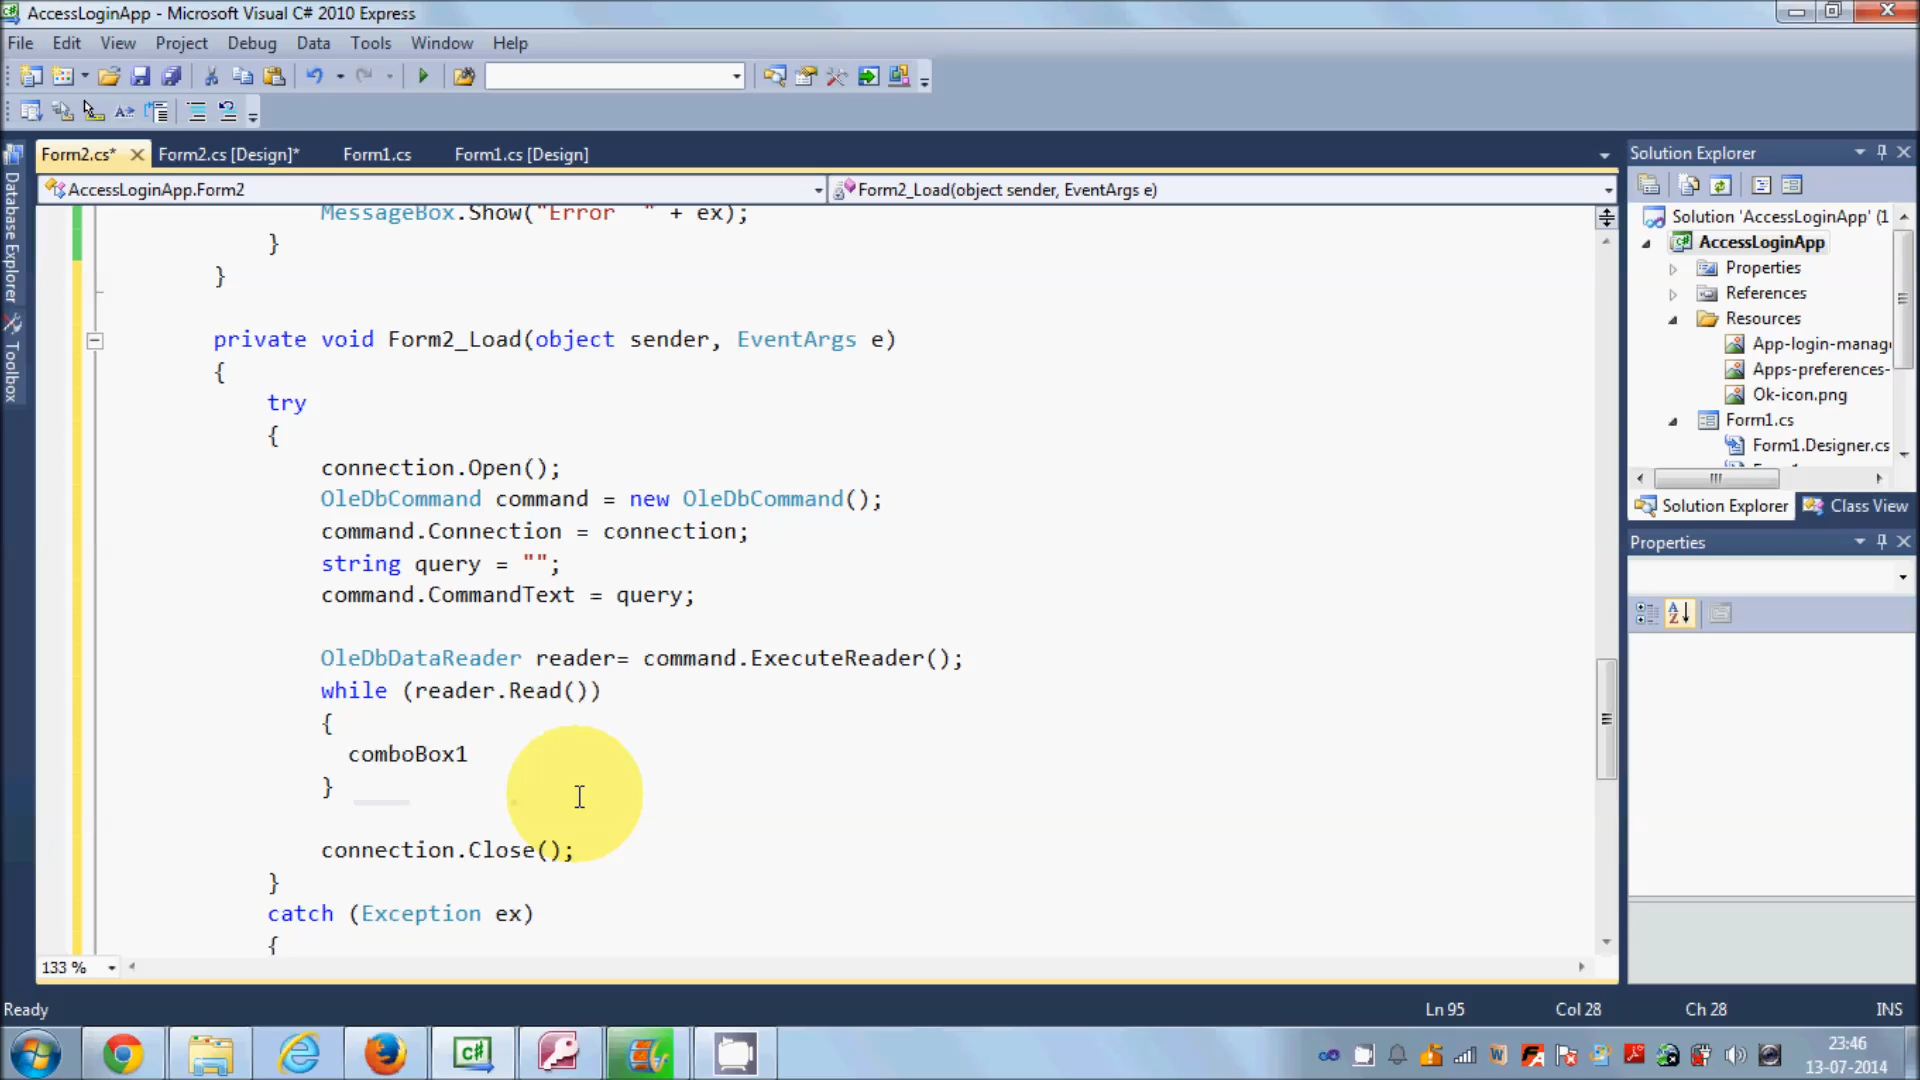 AccessLoginApp - Microsoft Visual C# 2010 Express
File Edit View Project Debug Data Tools Window Help
Form2.cs* Form2.cs [Design]* Form1.cs Form1.cs [Design]
AccessLoginApp.Form2 Form2_Load(object sender, EventArgs e)
Database Explorer
Toolbox
MessageBox.Show("Error  " + ex);
}
}
private void Form2_Load(object sender, EventArgs e)
{
try
{
connection.Open();
OleDbCommand command = new OleDbCommand();
command.Connection = connection;
string query = "";
command.CommandText = query;
OleDbDataReader reader= command.ExecuteReader();
while (reader.Read())
{
comboBox1
}
connection.Close();
}
catch (Exception ex)
{
133 %
Solution Explorer
Solution 'AccessLoginApp' (1
AccessLoginApp
Properties
References
Resources
App-login-manag
Apps-preferences-
Ok-icon.png
Form1.cs
Form1.Designer.cs
Solution Explorer Class View
Properties
Ready Ln 95 Col 28 Ch 28 INS
23:46
13-07-2014